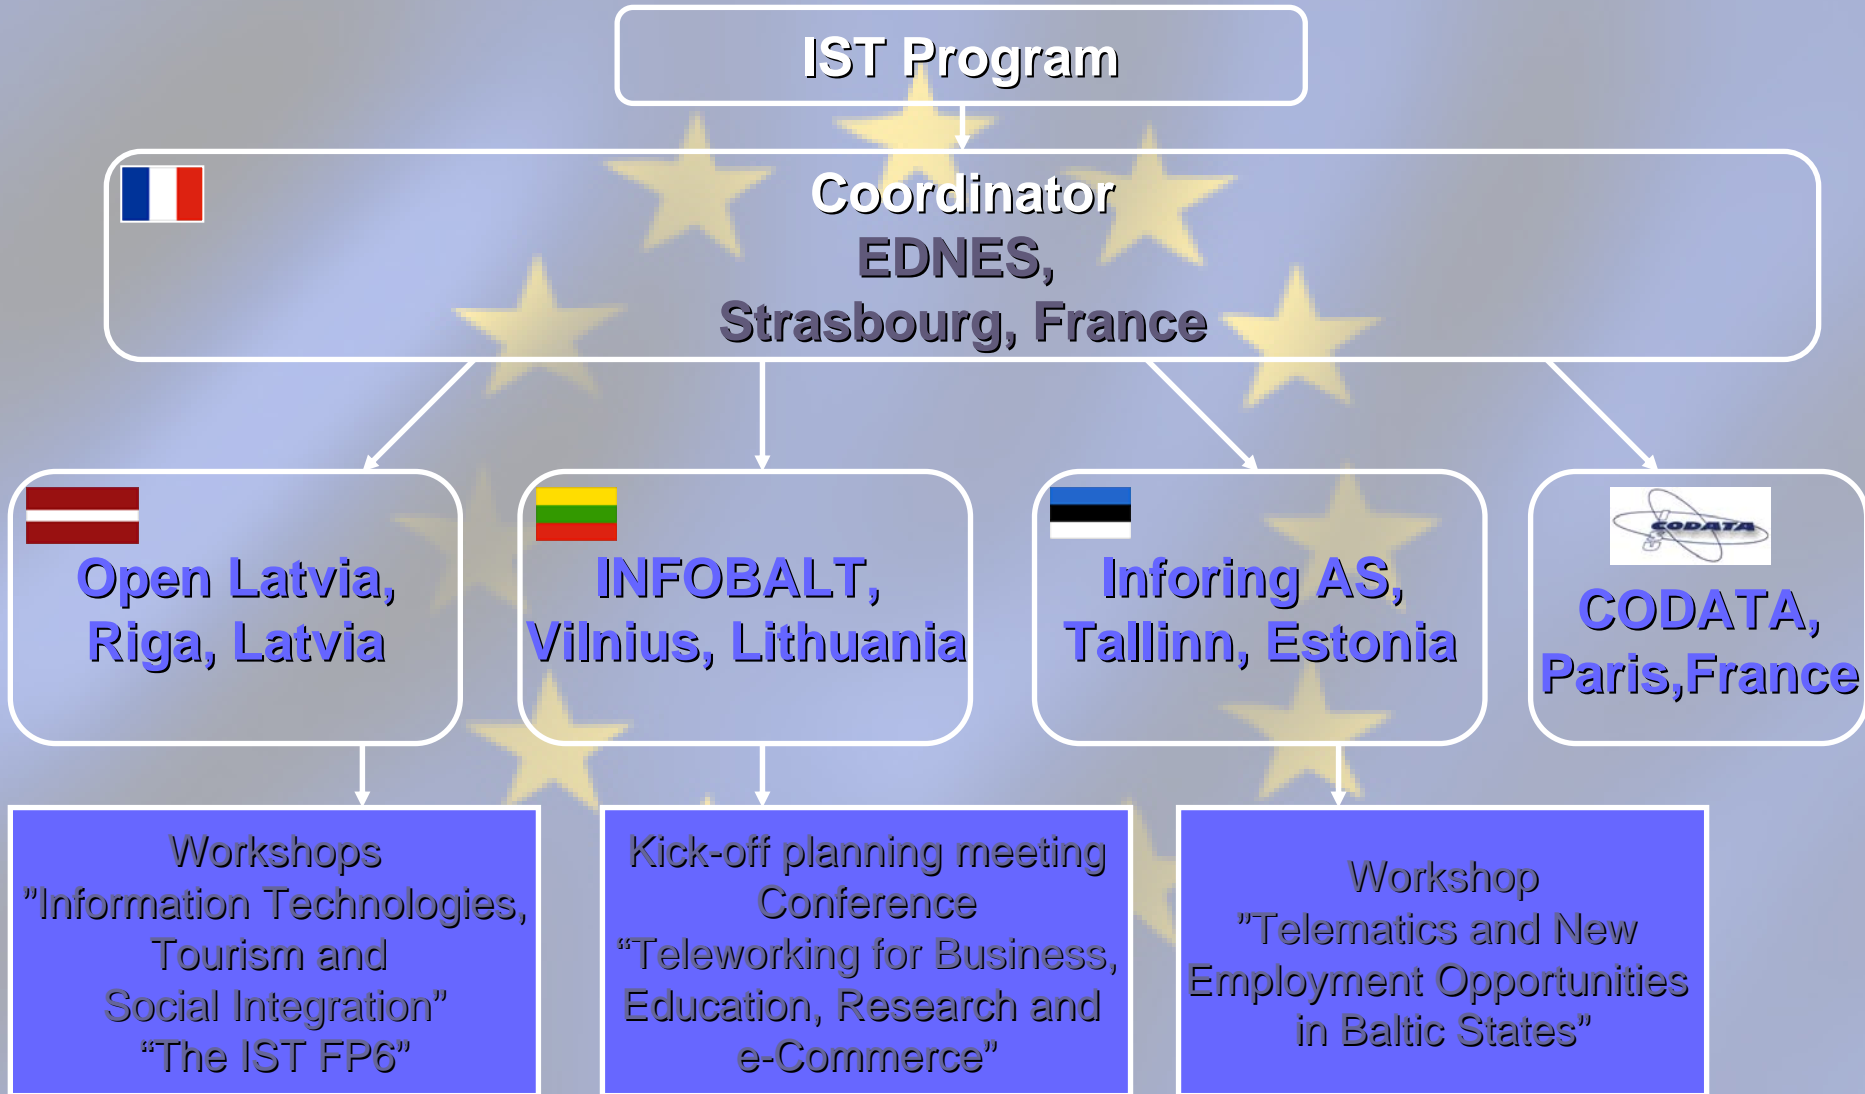 IST Program
Coordinator
EDNES,
Strasbourg, France
Open Latvia,
Riga, Latvia
INFOBALT,
Vilnius, Lithuania
Inforing AS,
Tallinn, Estonia
CODATA
CODATA,
Paris,France
Workshops
”Information Technologies,
Tourism and
Social Integration”
“The IST FP6”
Kick-off planning meeting
Conference
“Teleworking for Business,
Education, Research and
e-Commerce”
Workshop
”Telematics and New
Employment Opportunities
in Baltic States”